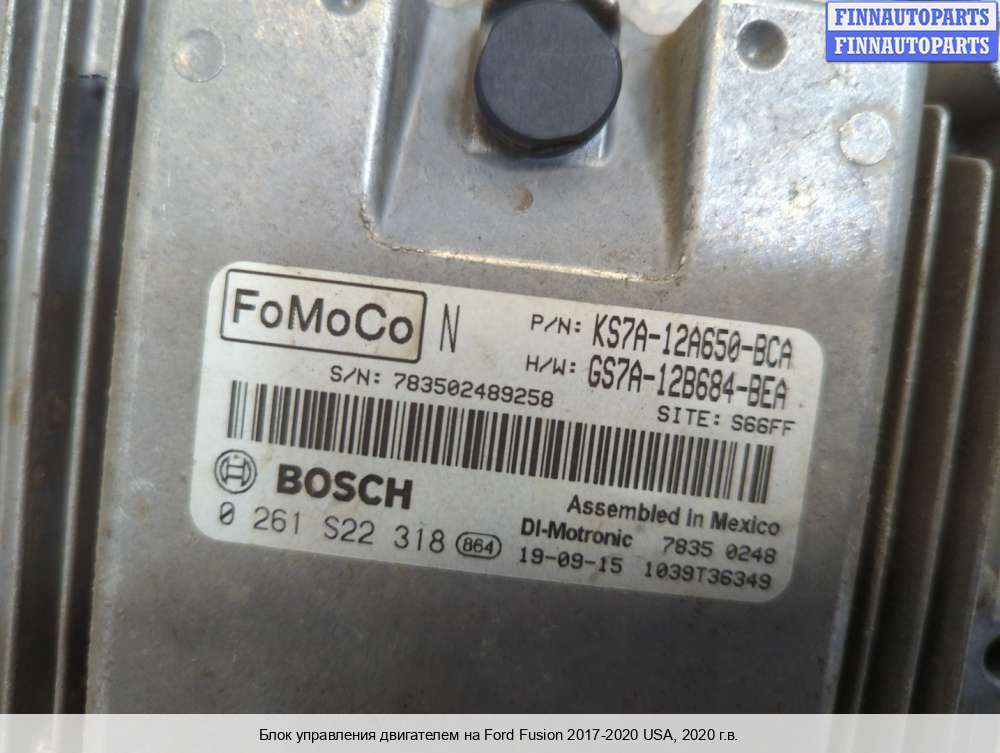 FINNAUTOPARTS
FINNAUTOPARTS
FoMoCo N P/N: KS7A-12A650-BCA
H/W: GS7A-12B684-BEA
S/N: 783502489258 SITE: S66FF
BOSCH Assembled in Mexico
0 261 S22 318 864 DI-Motronic 7835 0248
19-09-15 1039T36349
Блок управления двигателем на Ford Fusion 2017-2020 USA, 2020 г.в.